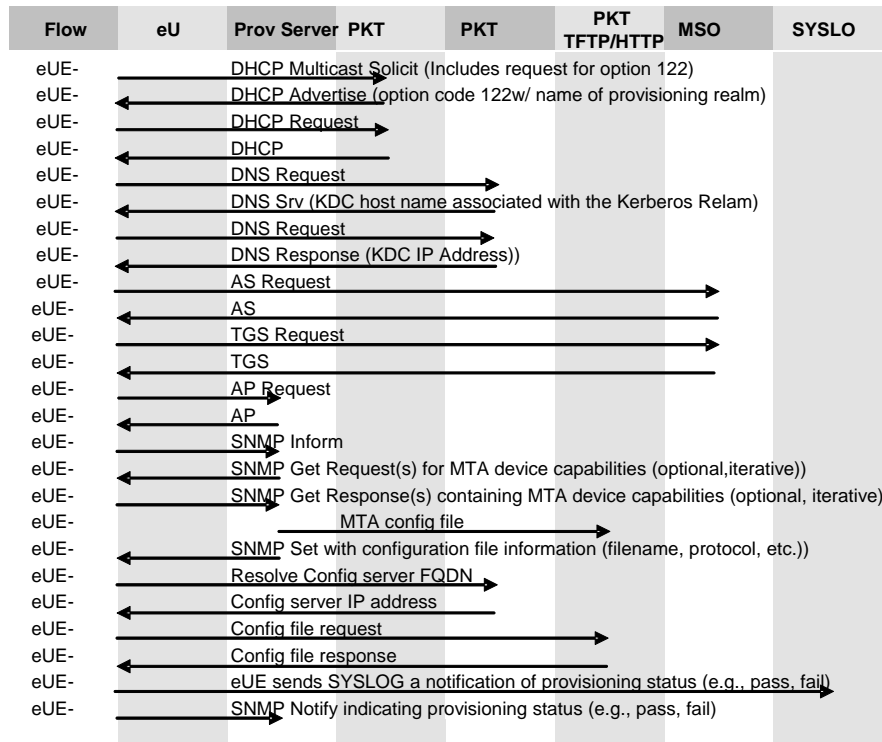 Flow eU Prov Server PKT PKT PKT TFTP/HTTP MSO SYSLO
eUE- DHCP Multicast Solicit (Includes request for option 122)
eUE- DHCP Advertise (option code 122w/ name of provisioning realm)
eUE- DHCP Request
eUE- DHCP
eUE- DNS Request
eUE- DNS Srv (KDC host name associated with the Kerberos Relam)
eUE- DNS Request
eUE- DNS Response (KDC IP Address))
eUE- AS Request
eUE- AS
eUE- TGS Request
eUE- TGS
eUE- AP Request
eUE- AP
eUE- SNMP Inform
eUE- SNMP Get Request(s) for MTA device capabilities (optional,iterative))
eUE- SNMP Get Response(s) containing MTA device capabilities (optional, iterative)
eUE- MTA config file
eUE- SNMP Set with configuration file information (filename, protocol, etc.))
eUE- Resolve Config server FQDN
eUE- Config server IP address
eUE- Config file request
eUE- Config file response
eUE- eUE sends SYSLOG a notification of provisioning status (e.g., pass, fail)
eUE- SNMP Notify indicating provisioning status (e.g., pass, fail)